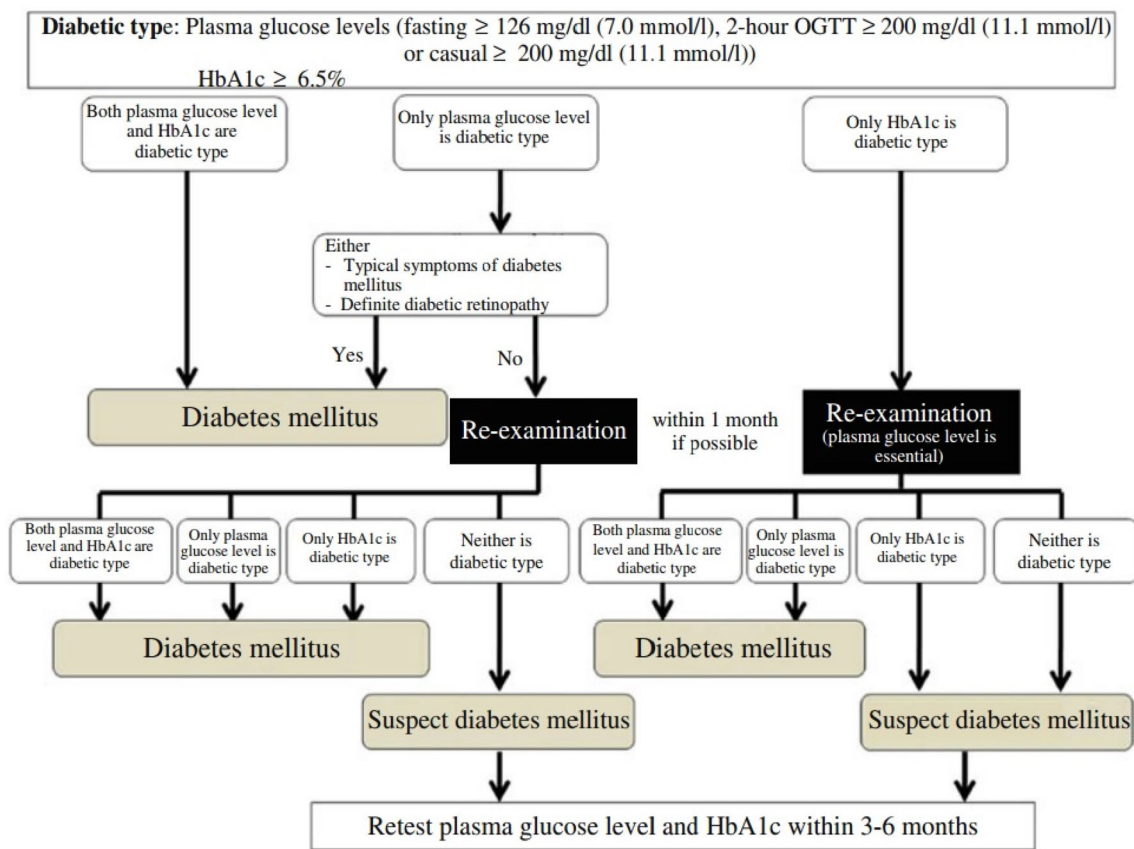 Diabetic type: Plasma glucose levels (fasting ≥ 126 mg/dl (7.0 mmol/l), 2-hour OGTT ≥ 200 mg/dl (11.1 mmol/l)
or casual ≥ 200 mg/dl (11.1 mmol/l))
HbA1c ≥ 6.5%
Both plasma glucose level
and HbA1c are
diabetic type
Only plasma glucose level
is diabetic type
Only HbA1c is
diabetic type
Either
- Typical symptoms of diabetes
mellitus
- Definite diabetic retinopathy
Yes
No
Diabetes mellitus
Re-examination
within 1 month
if possible
Re-examination
(plasma glucose level is
essential)
Both plasma glucose
level and HbA1c are
diabetic type
Only plasma
glucose level is
diabetic type
Only HbA1c is
diabetic type
Neither is
diabetic type
Both plasma glucose
level and HbA1c are
diabetic type
Only plasma
glucose level is
diabetic type
Only HbA1c is
diabetic type
Neither is
diabetic type
Diabetes mellitus
Diabetes mellitus
Suspect diabetes mellitus
Suspect diabetes mellitus
Retest plasma glucose level and HbA1c within 3-6 months